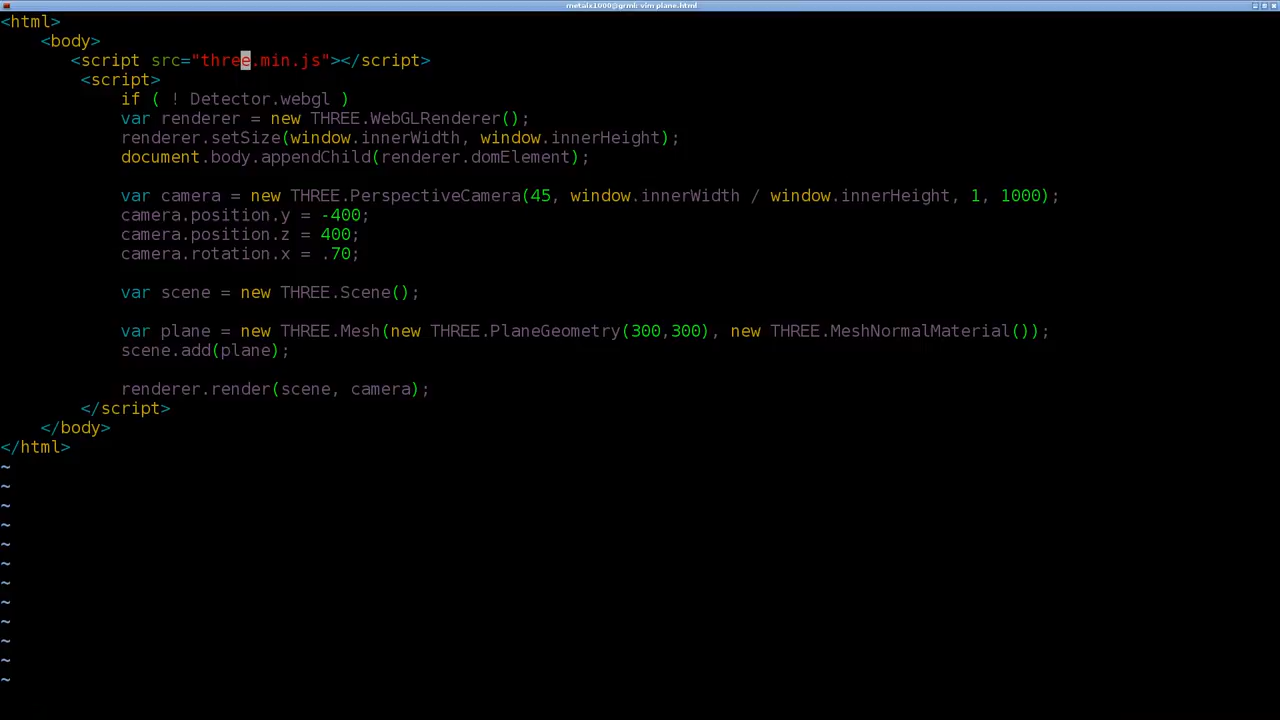 metalx1000@grml: vim plane.html
<html>
    <body>
       <script src="three.min.js"></script>
        <script>
            if ( ! Detector.webgl )
            var renderer = new THREE.WebGLRenderer();
            renderer.setSize(window.innerWidth, window.innerHeight);
            document.body.appendChild(renderer.domElement);

            var camera = new THREE.PerspectiveCamera(45, window.innerWidth / window.innerHeight, 1, 1000);
            camera.position.y = -400;
            camera.position.z = 400;
            camera.rotation.x = .70;

            var scene = new THREE.Scene();

            var plane = new THREE.Mesh(new THREE.PlaneGeometry(300,300), new THREE.MeshNormalMaterial());
            scene.add(plane);

            renderer.render(scene, camera);
        </script>
    </body>
</html>
~
~
~
~
~
~
~
~
~
~
~
~